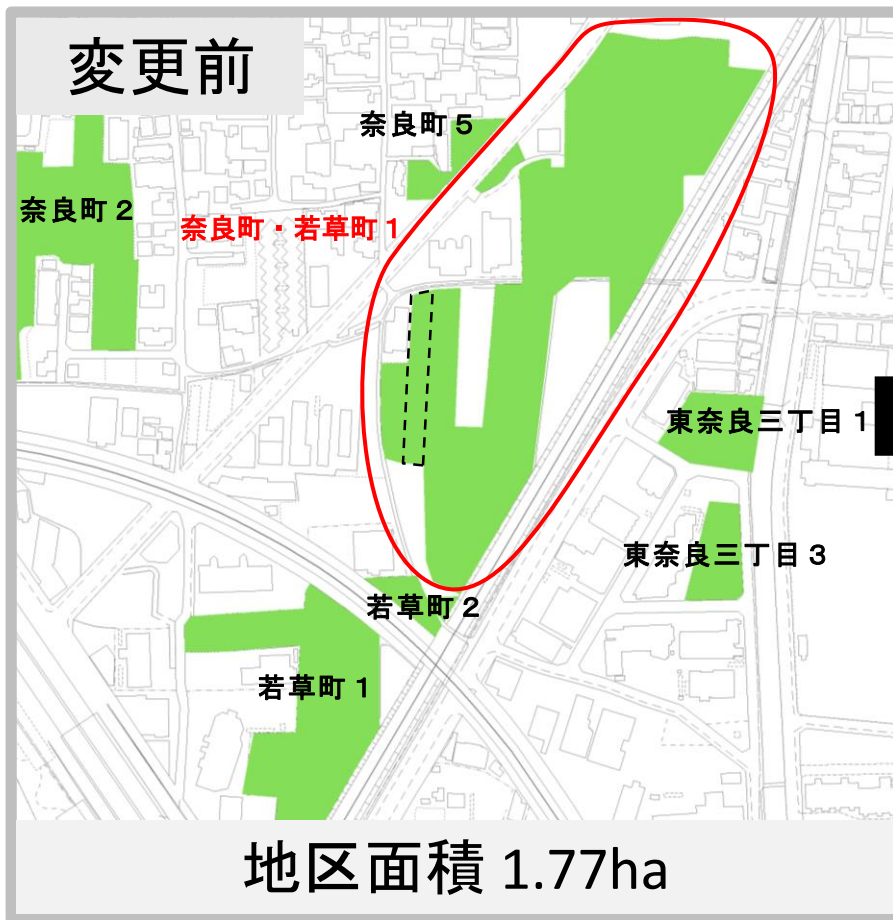 変更前
奈良町５
奈良町２
奈良町・若草町１
東奈良三丁目１
東奈良三丁目３
若草町２
若草町１
地区面積 1.77ha